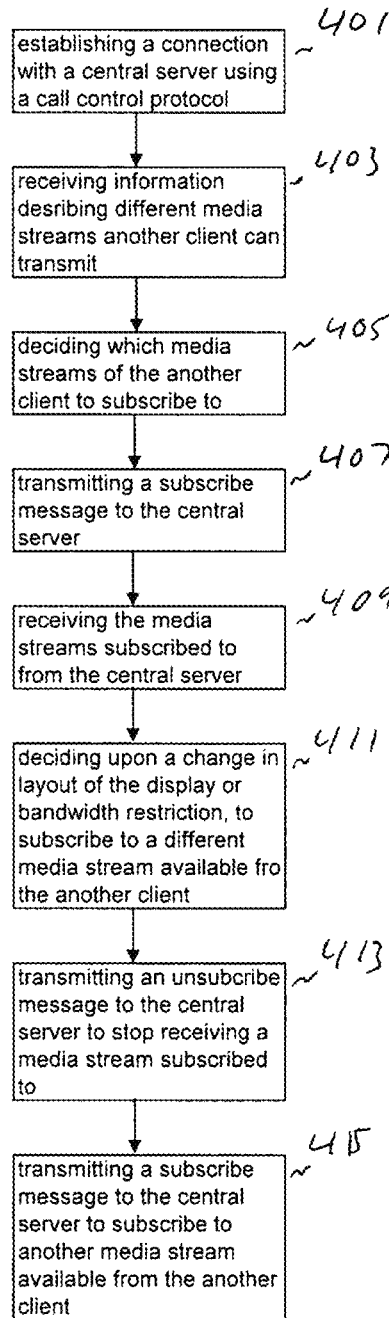 establishing a connection
with a central server using
a call control protocol
401
receiving information
desribing different media
streams another client can
transmit
403
deciding which media
streams of the another
client to subscribe to
405
transmitting a subscribe
message to the central
server
407
receiving the media
streams subscribed to
from the central server
409
deciding upon a change in
layout of the display or
bandwidth restriction, to
subscribe to a different
media stream available fro
the another client
411
transmitting an unsubcribe
message to the central
server to stop receiving a
media stream subscribed
to
413
transmitting a subscribe
message to the central
server to subscribe to
another media stream
available from the another
client
415